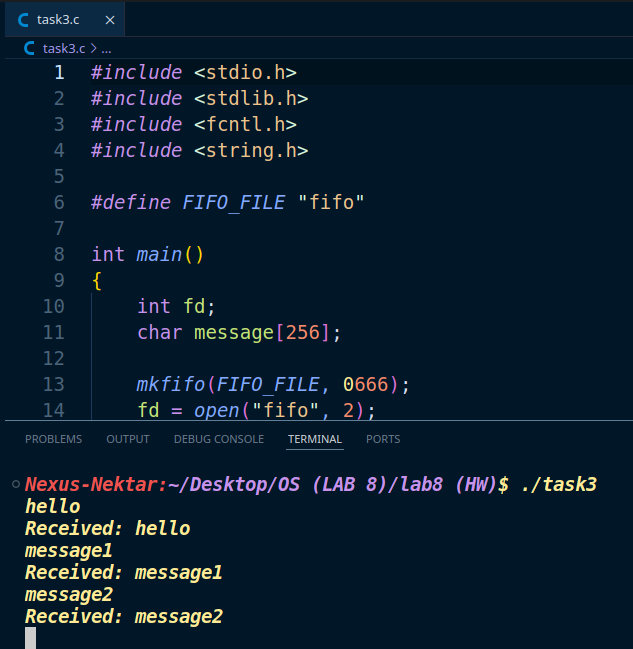 task3.c
task3.c > ...
1 #include <stdio.h>
2 #include <stdlib.h>
3 #include <fcntl.h>
4 #include <string.h>
5
6 #define FIFO_FILE "fifo"
7
8 int main()
9 {
10     int fd;
11     char message[256];
12
13     mkfifo(FIFO_FILE, 0666);
14     fd = open("fifo", 2);
PROBLEMS OUTPUT DEBUG CONSOLE TERMINAL PORTS
Nexus-Nektar:~/Desktop/OS (LAB 8)/lab8 (HW)$ ./task3
hello
Received: hello
message1
Received: message1
message2
Received: message2